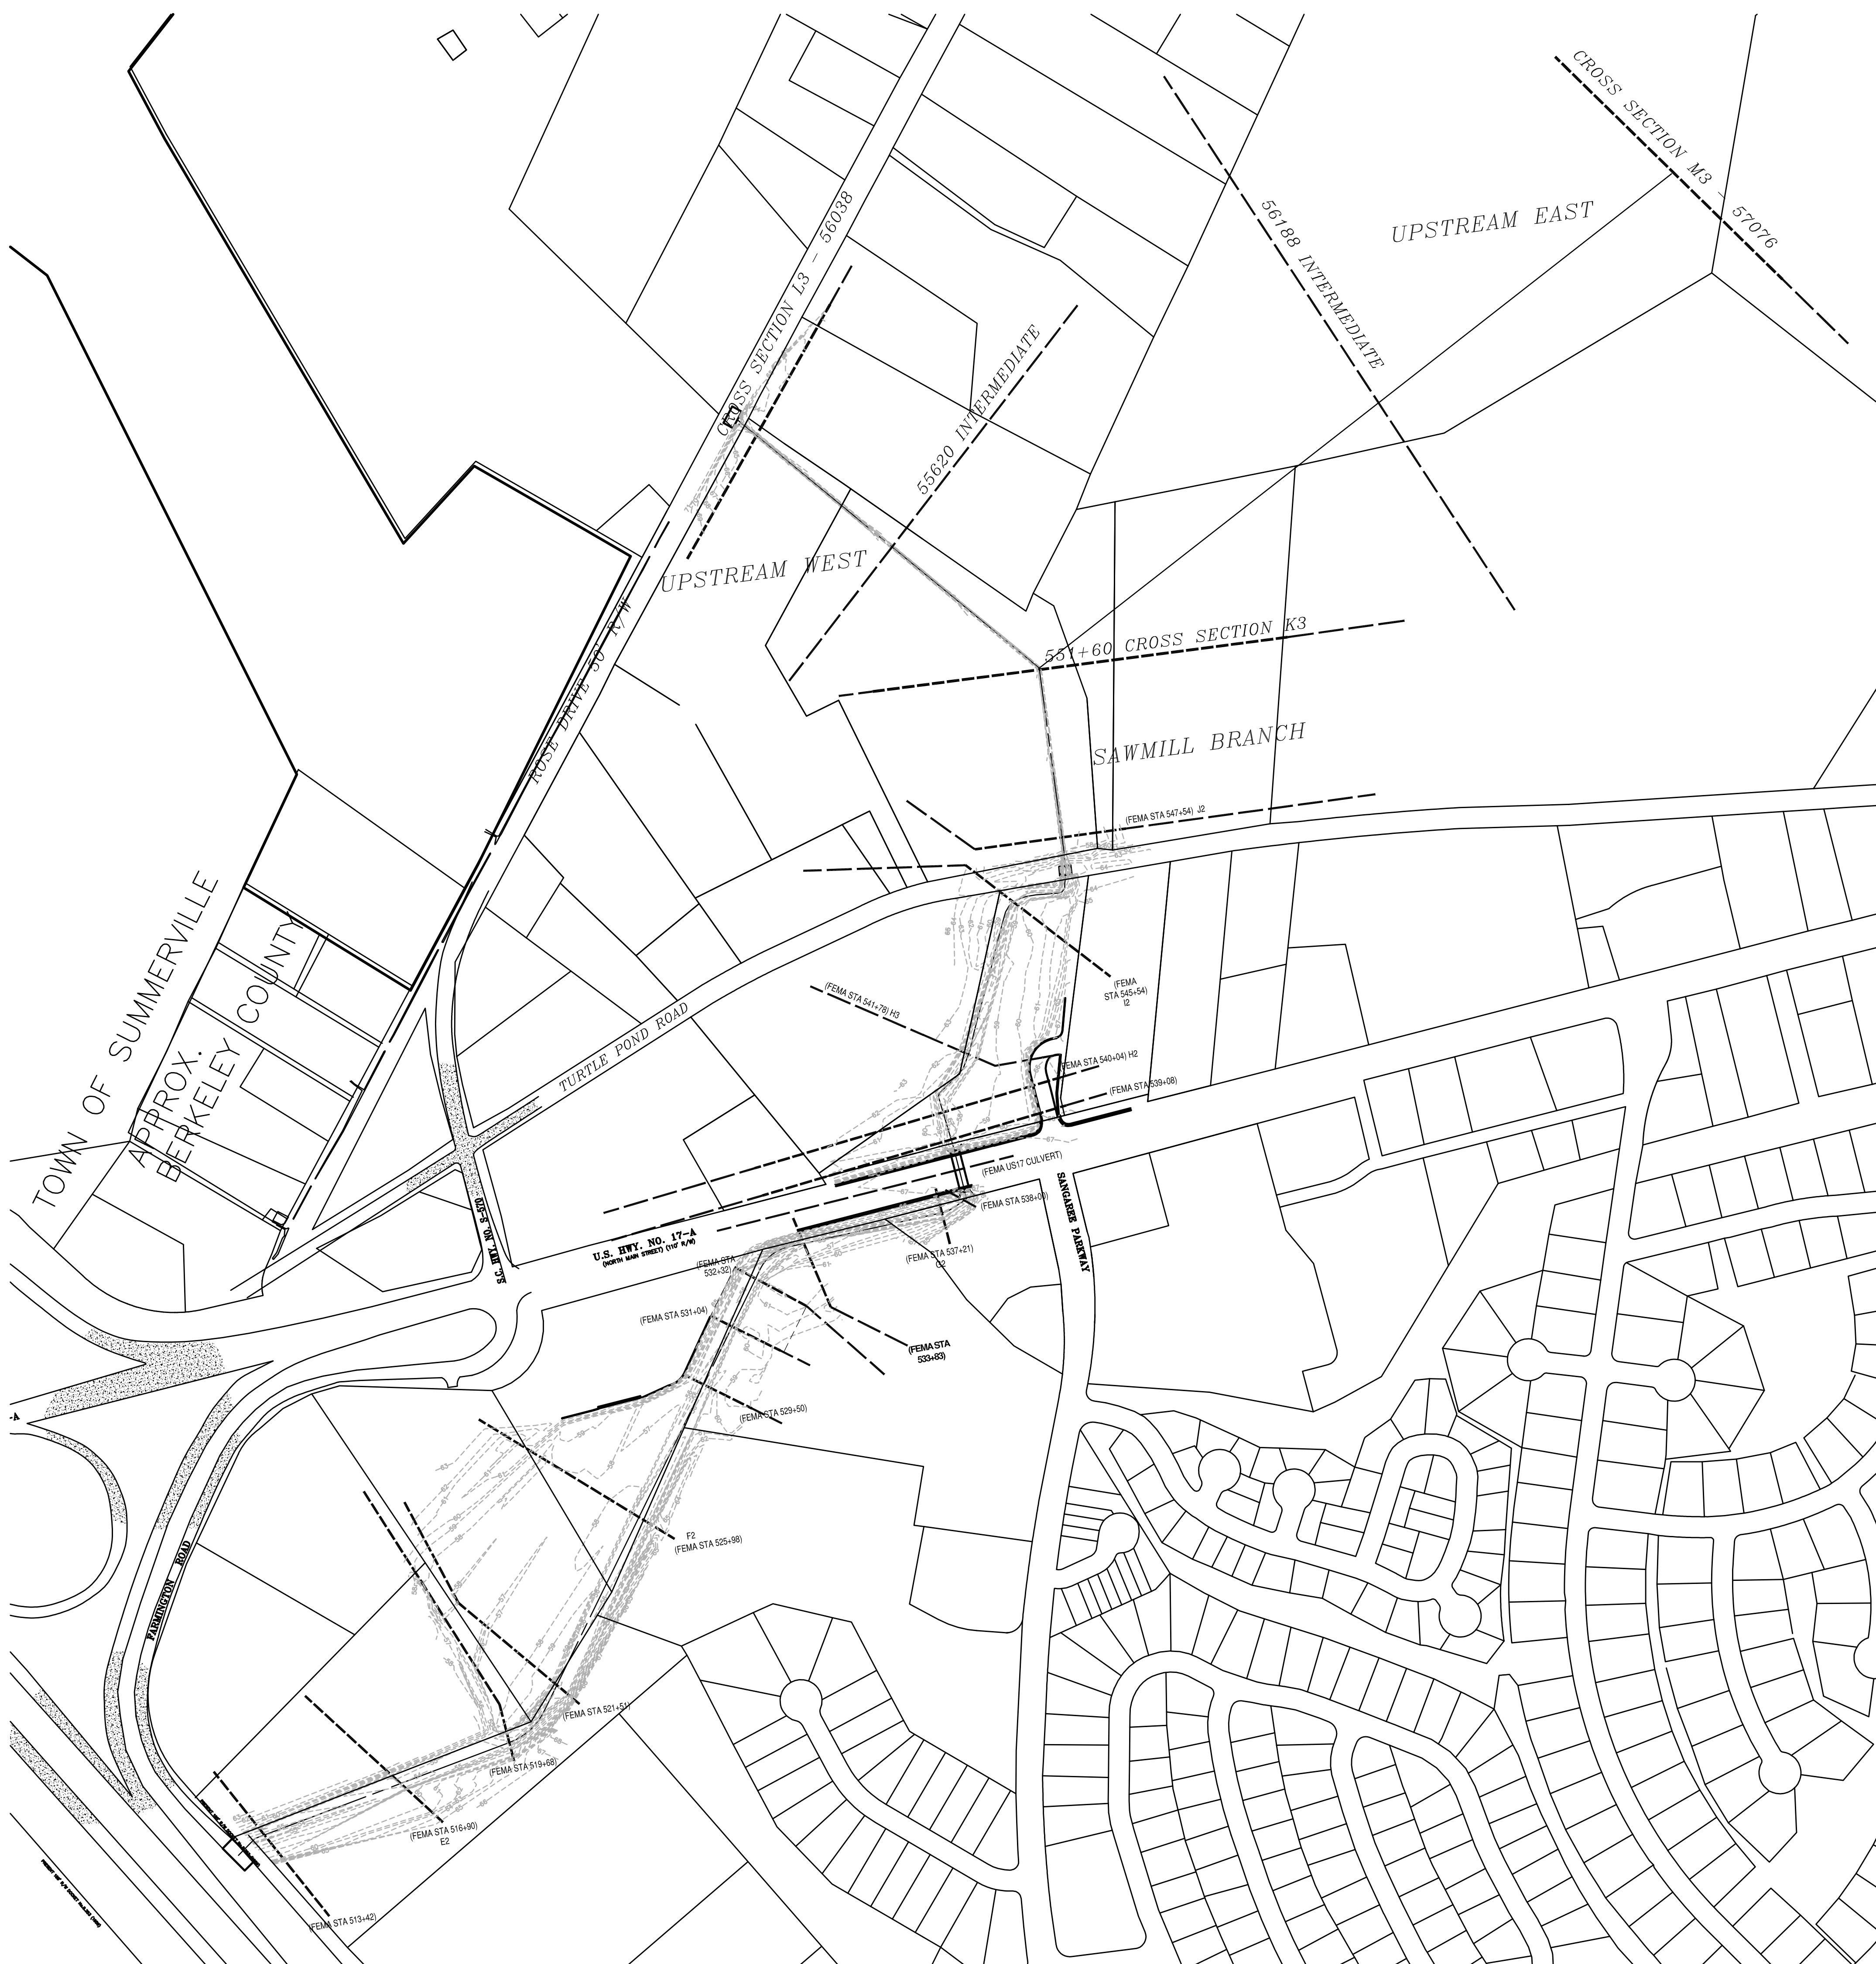 CROSS SECTION M3 - 57076
UPSTREAM EAST
56188 INTERMEDIATE
CROSS SECTION L3 - 56038
55620 INTERMEDIATE
UPSTREAM WEST
ROSE DRIVE 50' R/W
551+60 CROSS SECTION K3
SAWMILL BRANCH
(FEMA STA 547+54) J2
TOWN OF SUMMERVILLE
APPROX.
BERKELEY COUNTY
(FEMA
STA 545+54)
I2
(FEMA STA 541+78) H3
TURTLE POND ROAD
(FEMA STA 540+04) H2
(FEMA STA 539+08)
(FEMA US17 CULVERT)
(FEMA STA 538+00)
SANGAREE PARKWAY
S.C. HWY. NO. S-570
U.S. HWY. NO. 17-A
(NORTH MAIN STREET) (110' R/W)
(FEMA STA 537+21)
G2
(FEMA STA
532+32)
(FEMA STA 531+04)
(FEMA STA
533+83)
(FEMA STA 529+50)
-A
F2
(FEMA STA 525+98)
FARMINGTON ROAD
(FEMA STA 521+51)
(FEMA STA 519+68)
(FEMA STA 516+90)
E2
(FEMA STA 513+42)